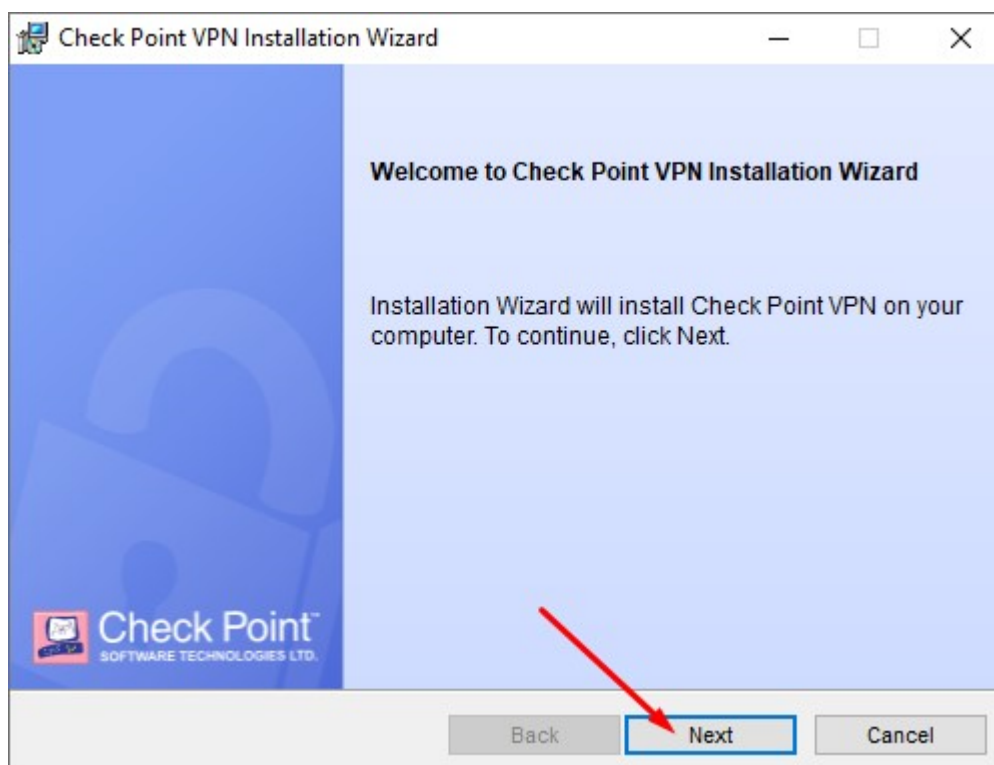 Check Point VPN Installation Wizard
Welcome to Check Point VPN Installation Wizard
Installation Wizard will install Check Point VPN on your
computer. To continue, click Next.
Check Point™
SOFTWARE TECHNOLOGIES LTD.
Back Next Cancel